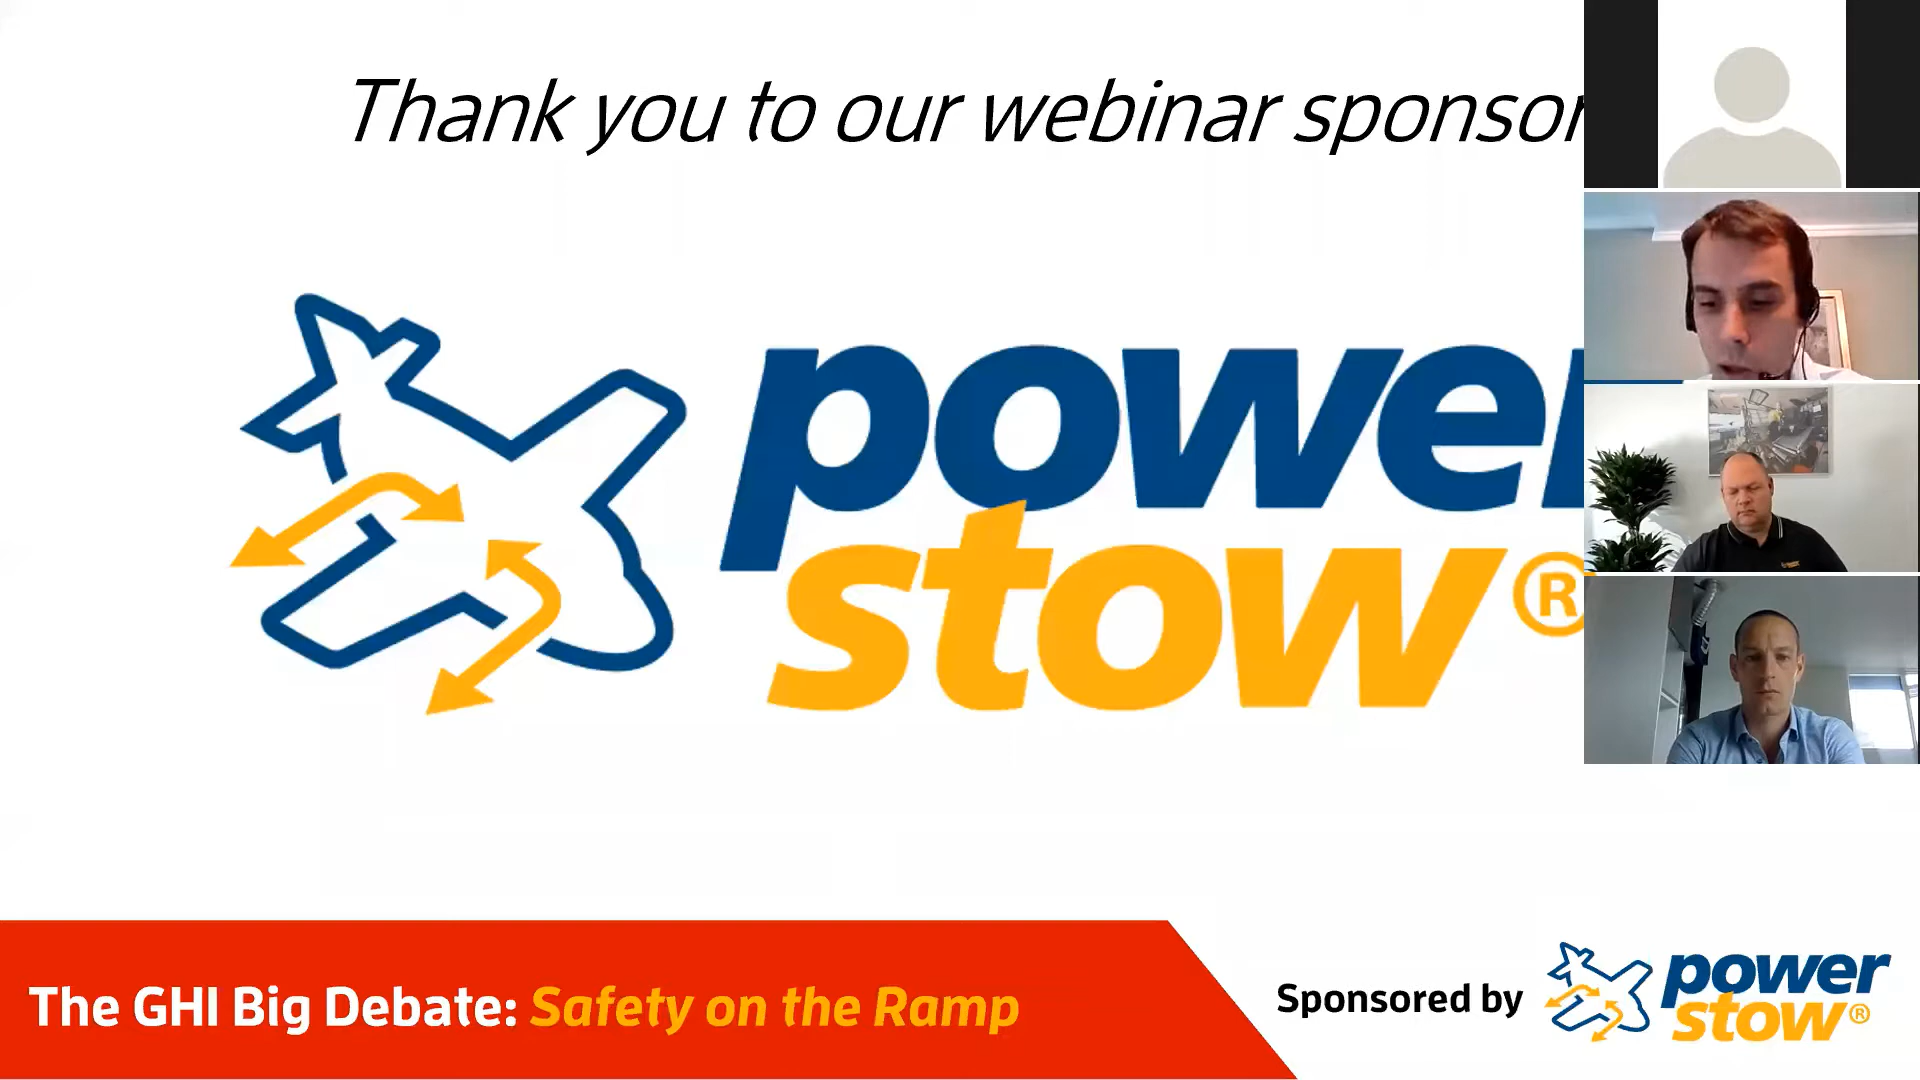 Thank you to our webinar sponsor
power
stow®
The GHI Big Debate: Safety on the Ramp
Sponsored by
power
stow®